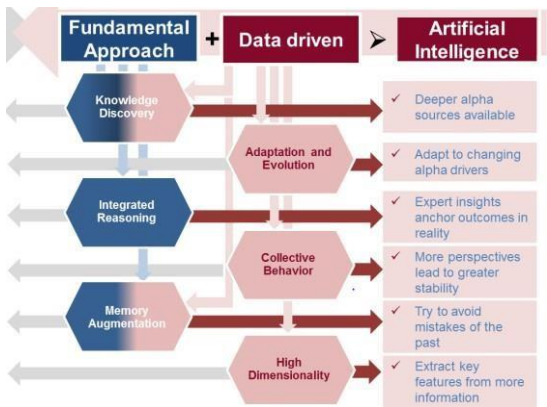 Fundamental
Approach
+
Data driven
Artificial
Intelligence
Knowledge
Discovery
Deeper alpha
sources available
Adaptation and
Evolution
Adapt to changing
alpha drivers
Integrated
Reasoning
Expert insights
anchor outcomes in
reality
Collective
Behavior
More perspectives
lead to greater
stability
Memory
Augmentation
Try to avoid
mistakes of the
past
High
Dimensionality
Extract key
features from more
information